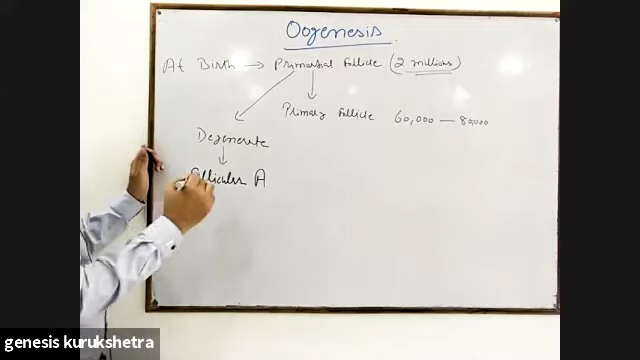 Oogenesis
At Birth → Primordial follicle (2 millions)
Primary follicle 60,000 — 80,000
Degenerate
Follicular A
genesis kurukshetra